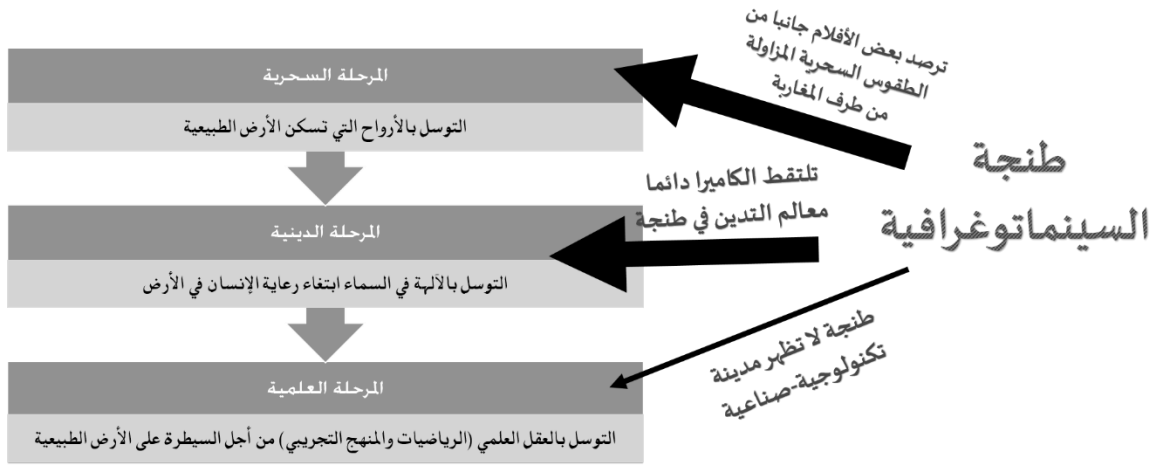 ترصد بعض الأفلام جانبا من
الطقوس السحرية المزاولة
من طرف المغاربة
المرحلة السحرية
التوسل بالأرواح التي تسكن الأرض الطبيعية
طنجة
السينماتوغرافية
تلتقط الكاميرا دائما
معالم التدين في طنجة
المرحلة الدينية
التوسل بالآلهة في السماء ابتغاء رعاية الإنسان في الأرض
طنجة لا تظهر مدينة
تكنولوجية-صناعية
المرحلة العلمية
التوسل بالعقل العلمي (الرياضيات والمنهج التجريبي) من أجل السيطرة على الأرض الطبيعية